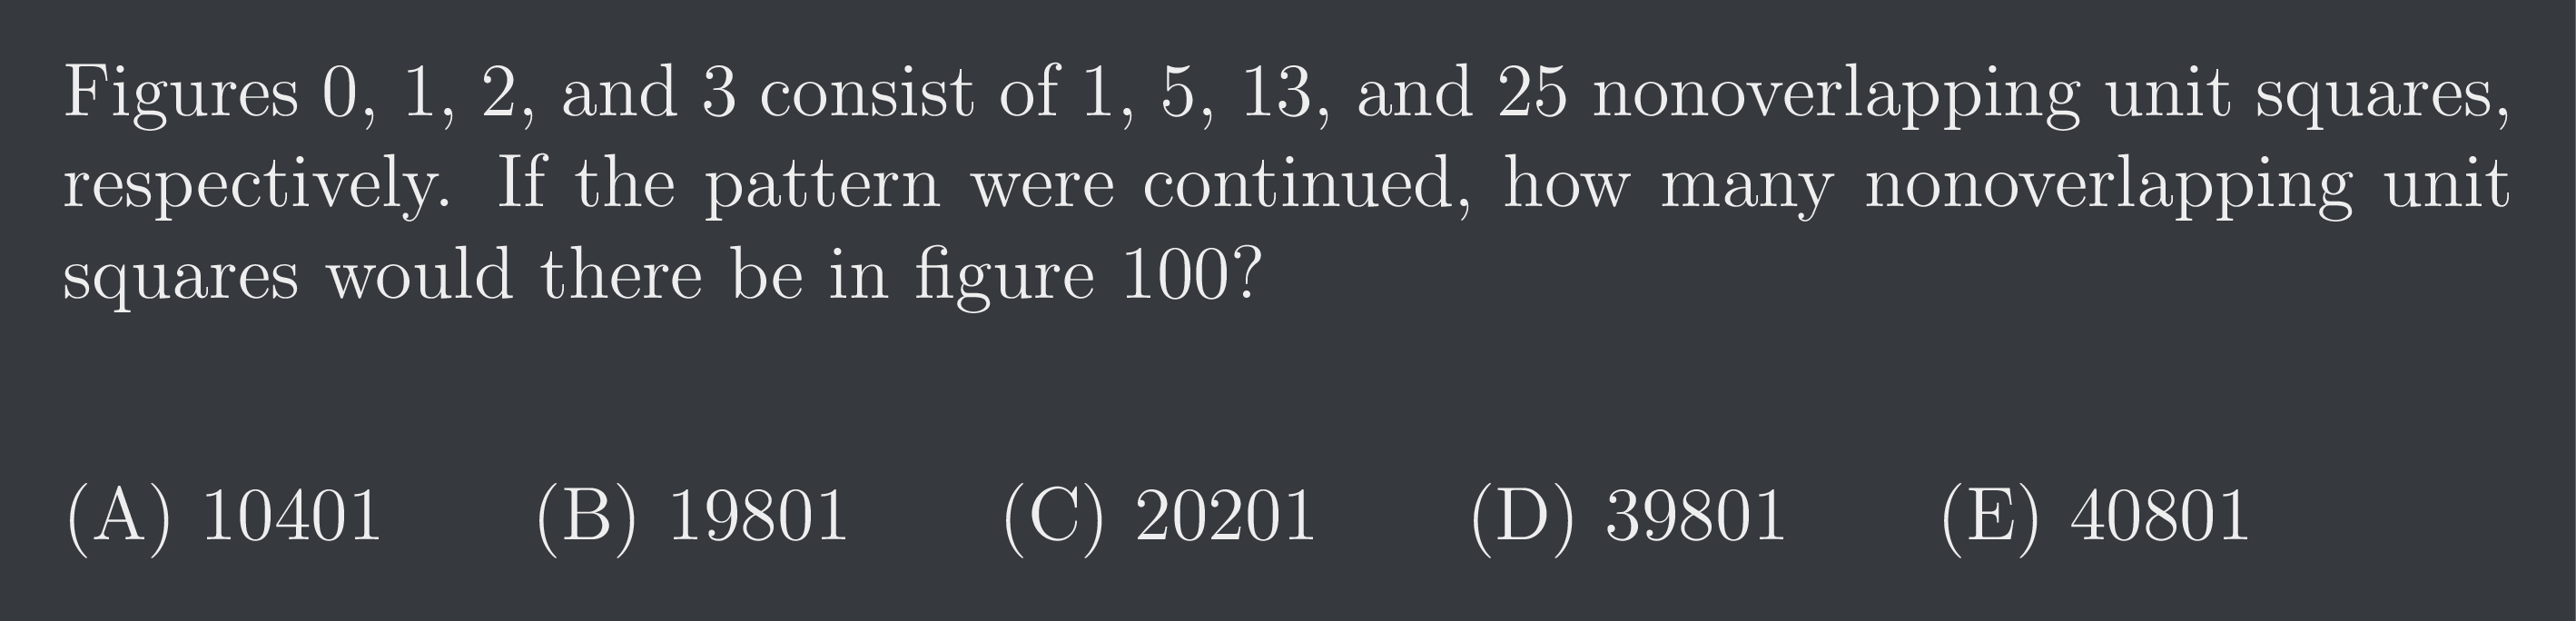 Figures 0, 1, 2, and 3 consist of 1, 5, 13, and 25 nonoverlapping unit squares,
respectively. If the pattern were continued, how many nonoverlapping unit
squares would there be in figure 100?
(A) 10401 (B) 19801 (C) 20201 (D) 39801 (E) 40801